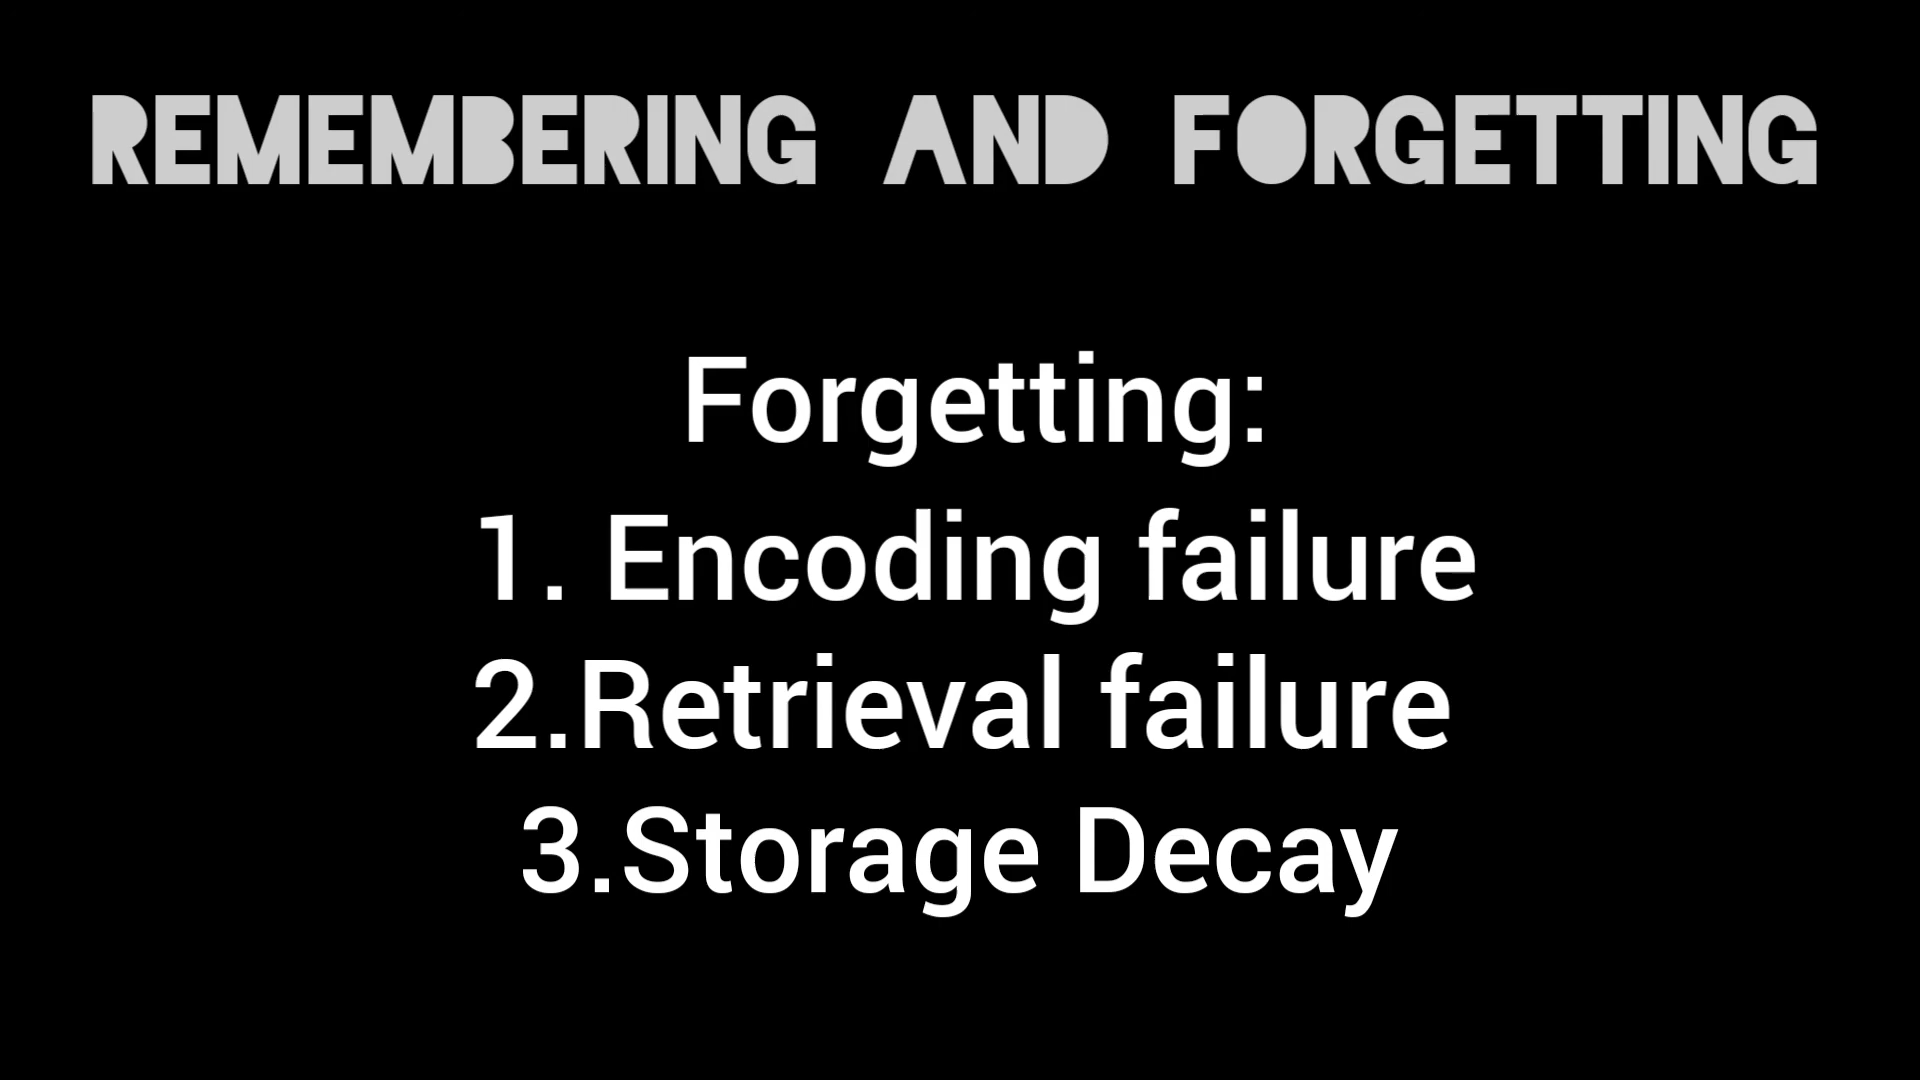 REMEMBERING AND FORGETTING
Forgetting:
1. Encoding failure
2.Retrieval failure
3.Storage Decay